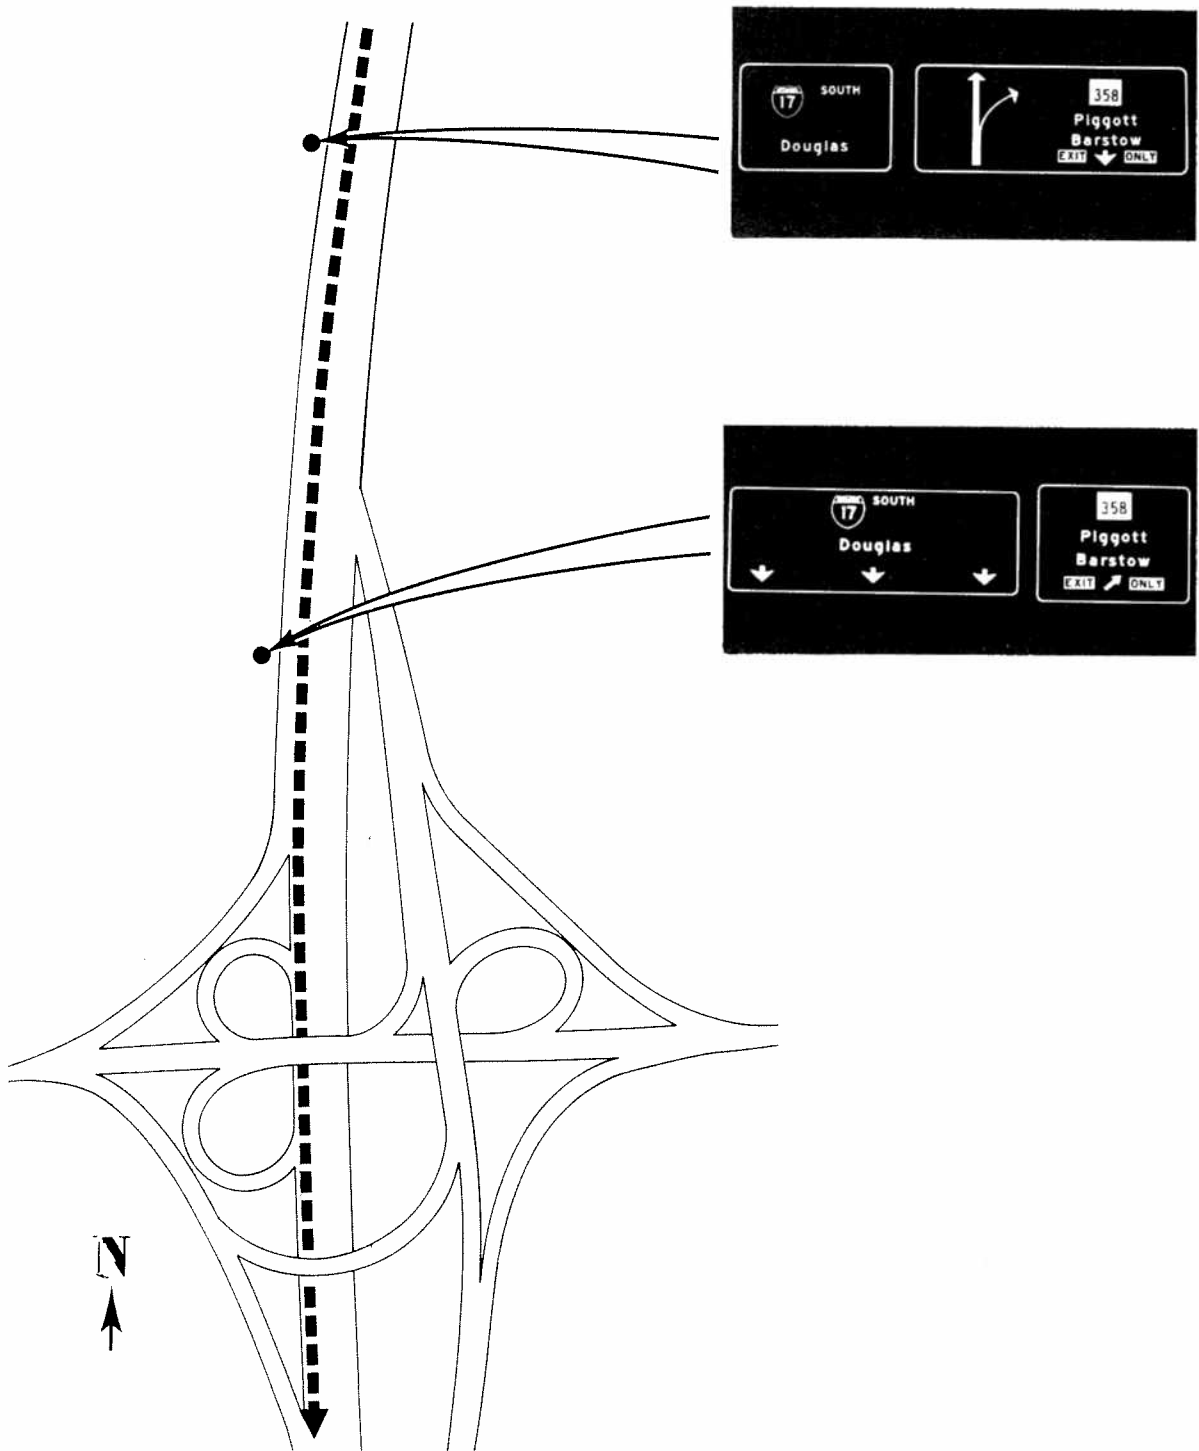 17 SOUTH
Douglas
358
Piggott
Barstow
EXIT ONLY
17 SOUTH
Douglas
358
Piggott
Barstow
EXIT ONLY
N